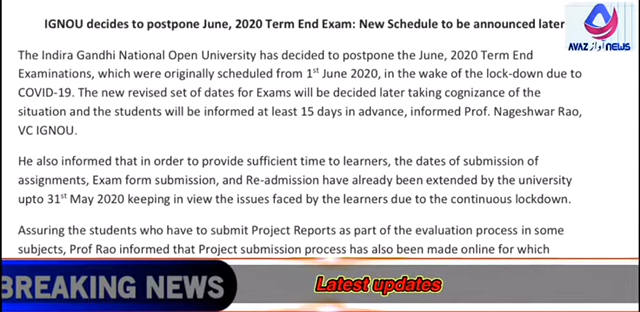 IGNOU decides to postpone June, 2020 Term End Exam: New Schedule to be announced later
AVAZ آواز NEWS
The Indira Gandhi National Open University has decided to postpone the June, 2020 Term End
Examinations, which were originally scheduled from 1st June 2020, in the wake of the lock-down due to
COVID-19. The new revised set of dates for Exams will be decided later taking cognizance of the
situation and the students will be informed at least 15 days in advance, informed Prof. Nageshwar Rao,
VC IGNOU.
He also informed that in order to provide sufficient time to learners, the dates of submission of
assignments, Exam form submission, and Re-admission have already been extended by the university
upto 31st May 2020 keeping in view the issues faced by the learners due to the continuous lockdown.
Assuring the students who have to submit Project Reports as part of the evaluation process in some
subjects, Prof Rao informed that Project submission process has also been made online for which
BREAKING NEWS
Latest updates